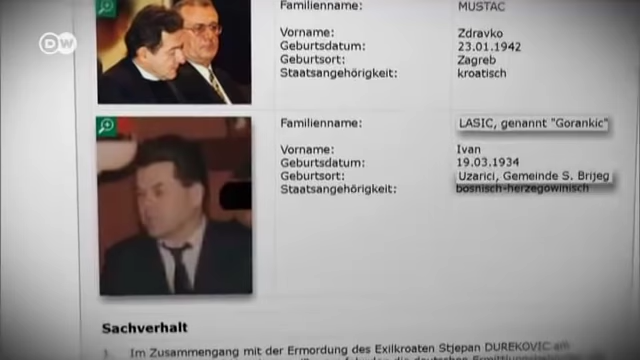 DW
Familienname: MUSTAC
Vorname: Zdravko
Geburtsdatum: 23.01.1942
Geburtsort: Zagreb
Staatsangehörigkeit: kroatisch
Familienname: LASIC, genannt "Gorankic"
Vorname: Ivan
Geburtsdatum: 19.03.1934
Geburtsort: Uzarici, Gemeinde S. Brijeg
Staatsangehörigkeit: bosnisch-herzegowinisch
Sachverhalt
Im Zusammengang mit der Ermordung des Exilkroaten Stjepan DUREKOVIC am